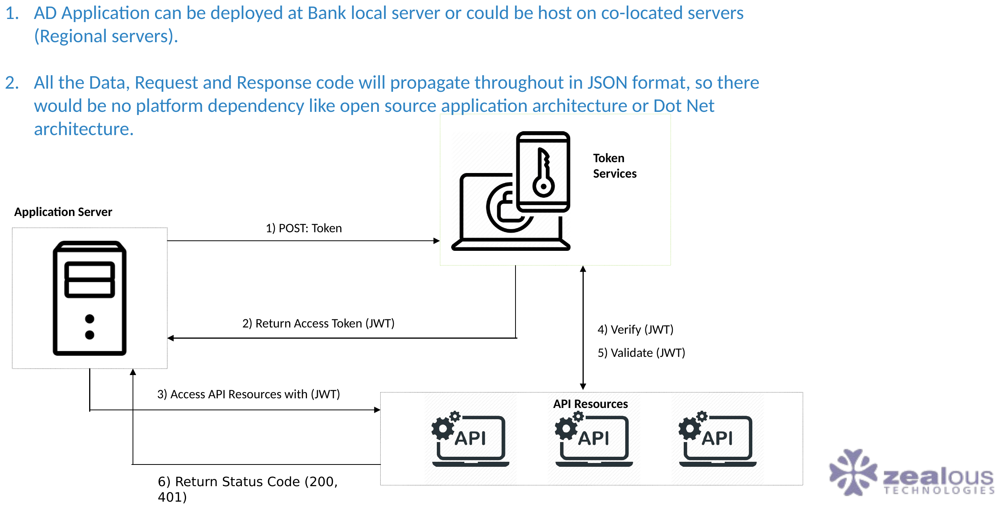 1. AD Application can be deployed at Bank local server or could be host on co-located servers
(Regional servers).
2. All the Data, Request and Response code will propagate throughout in JSON format, so there
would be no platform dependency like open source application architecture or Dot Net
architecture.
Token
Services
Application Server
1) POST: Token
2) Return Access Token (JWT)
4) Verify (JWT)
5) Validate (JWT)
3) Access API Resources with (JWT)
API Resources
API
API
API
6) Return Status Code (200,
401)
zealous
TECHNOLOGIES